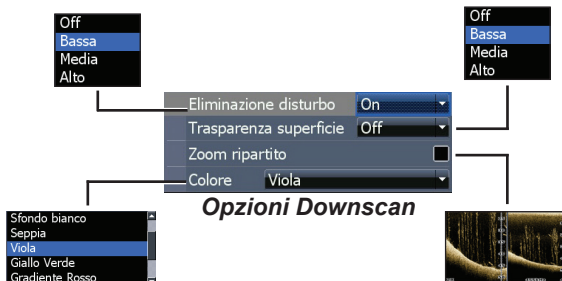 Off
Bassa
Media
Alto
Off
Bassa
Media
Alto
Eliminazione disturbo On
Trasparenza superficie Off
Zoom ripartito
Colore Viola
Opzioni Downscan
Sfondo bianco
Seppia
Viola
Giallo Verde
Gradiente Rosso